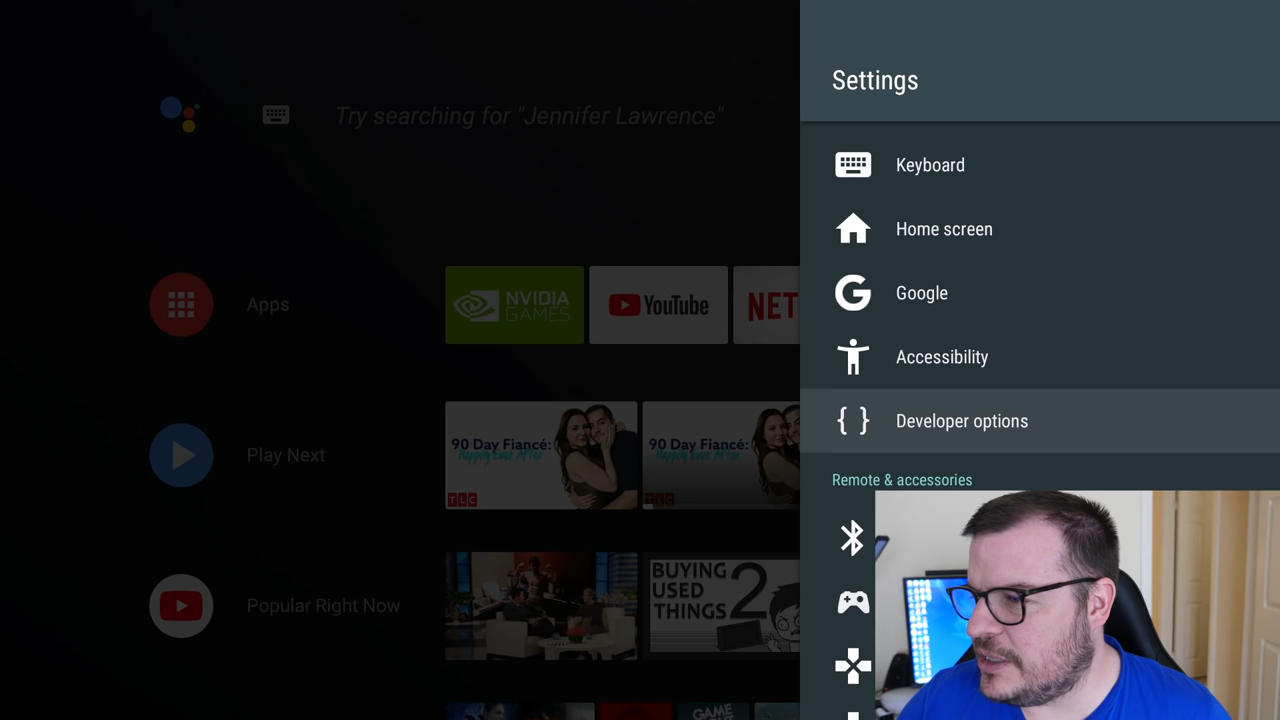 Try searching for "Jennifer Lawrence"
Settings
Keyboard
Home screen
Google
Accessibility
Developer options
Remote & accessories
Apps
NVIDIA
GAMES
YouTube
NET
Play Next
90 Day Fiancé:
Happily Ever After
TLC
90 Day Fiancé:
Happily Ever After
TLC
Popular Right Now
BUYING
USED
THINGS 2
GAME